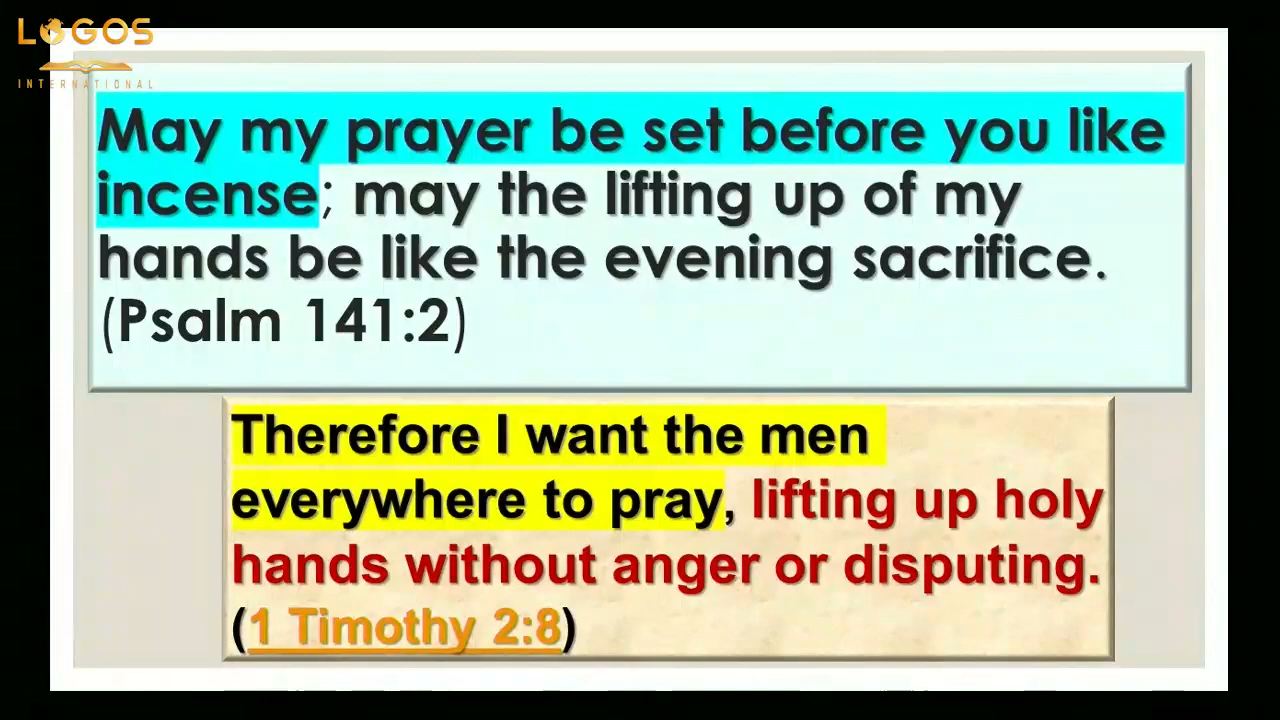 LOGOS
INTERNATIONAL
May my prayer be set before you like
incense; may the lifting up of my
hands be like the evening sacrifice.
(Psalm 141:2)
Therefore I want the men
everywhere to pray, lifting up holy
hands without anger or disputing.
(1 Timothy 2:8)